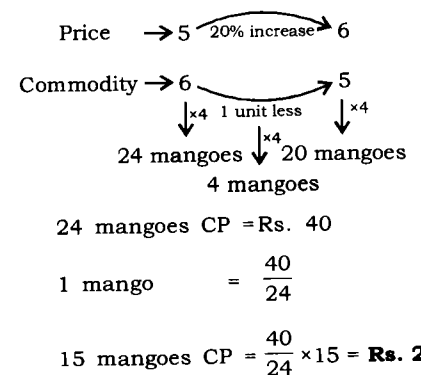 Price → 5 20% increase 6
Commodity → 6 5
×4 1 unit less ×4
×4
24 mangoes 20 mangoes
4 mangoes
24 mangoes CP = Rs. 40
1 mango = 40/24
15 mangoes CP = 40/24 ×15 = Rs. 2